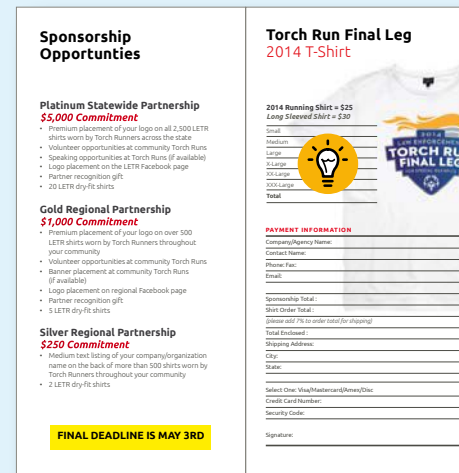 Sponsorship
Opportunties
Platinum Statewide Partnership
$5,000 Commitment
• Premium placement of your logo on all 2,500 LETR
shirts worn by Torch Runners across the state
• Volunteer opportunities at community Torch Runs
• Speaking opportunities at Torch Runs (if available)
• Logo placement on the LETR Facebook page
• Partner recognition gift
• 20 LETR dry-fit shirts
Gold Regional Partnership
$1,000 Commitment
• Premium placement of your logo on over 500
LETR shirts worn by Torch Runners throughout
your community
• Volunteer opportunities at community Torch Runs
• Banner placement at community Torch Runs
(if available)
• Logo placement on regional Facebook page
• Partner recognition gift
• 5 LETR dry-fit shirts
Silver Regional Partnership
$250 Commitment
• Medium text listing of your company/organization
name on the back of more than 500 shirts worn by
Torch Runners throughout your community
• 2 LETR dry-fit shirts
FINAL DEADLINE IS MAY 3RD
Torch Run Final Leg
2014 T-Shirt
2014 Running Shirt = $25
Long Sleeved Shirt = $30
Small
Medium
Large
X-Large
XX-Large
XXX-Large
Total
2014
LAW ENFORCEMENT
TORCH RU
FINAL LEG
PAYMENT INFORMATION
Company/Agency Name:
Contact Name:
Phone: Fax:
Email:
Sponsorship Total :
Shirt Order Total :
(please add 7% to order total for shipping)
Total Enclosed :
Shipping Address:
City:
State:
Select One: Visa/Mastercard/Amex/Disc
Credit Card Number:
Security Code:
Signature: